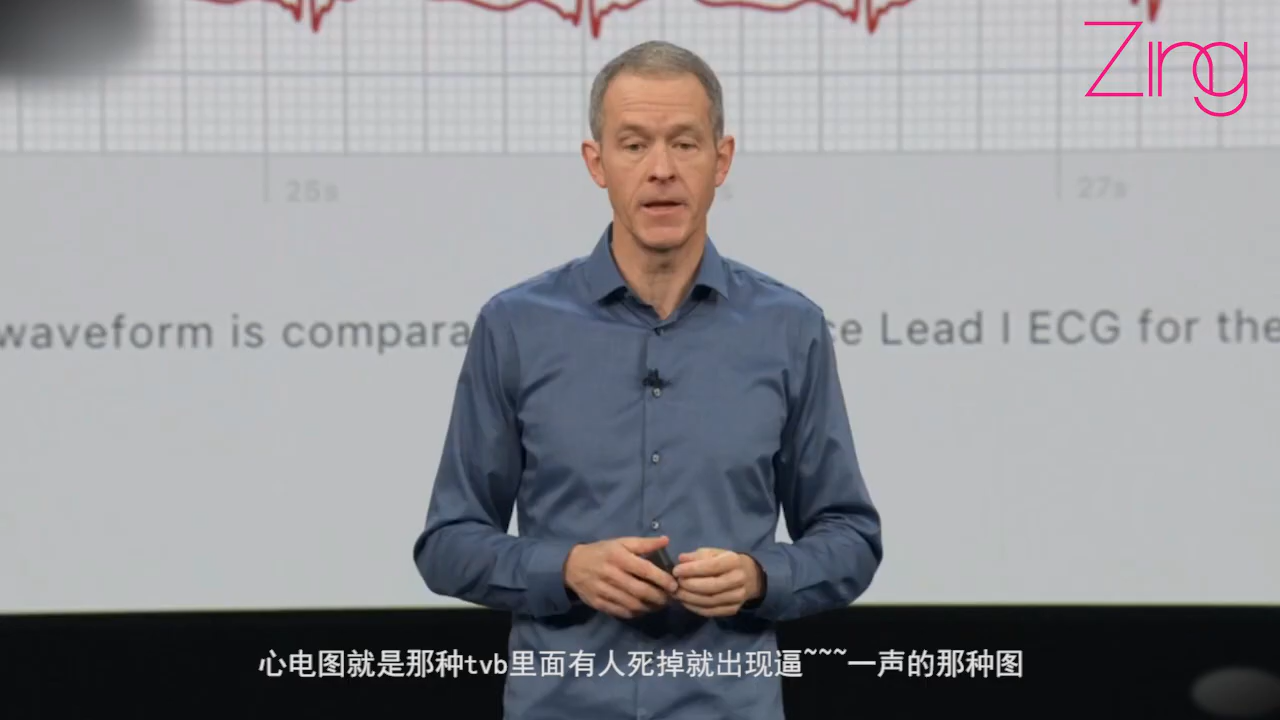 Zing
25s
27s
waveform is compara
ce Lead I ECG for the
心电图就是那种tvb里面有人死掉就出现逼~~~一声的那种图